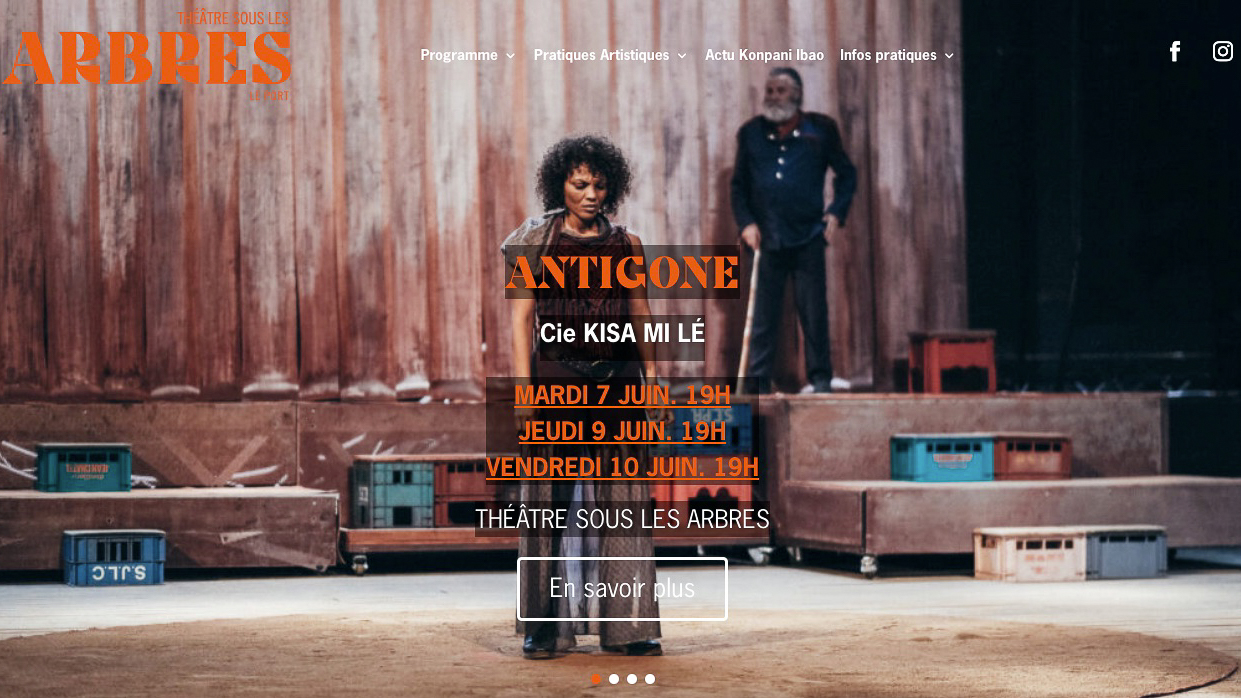 THÉÂTRE SOUS LES
ARBRES
LE PORT
Programme
Pratiques Artistiques
Actu Konpani Ibao
Infos pratiques
ANTIGONE
Cie KISA MI LÉ
MARDI 7 JUIN. 19H
JEUDI 9 JUIN. 19H
VENDREDI 10 JUIN. 19H
THÉÂTRE SOUS LES ARBRES
En savoir plus
S.J.L.C